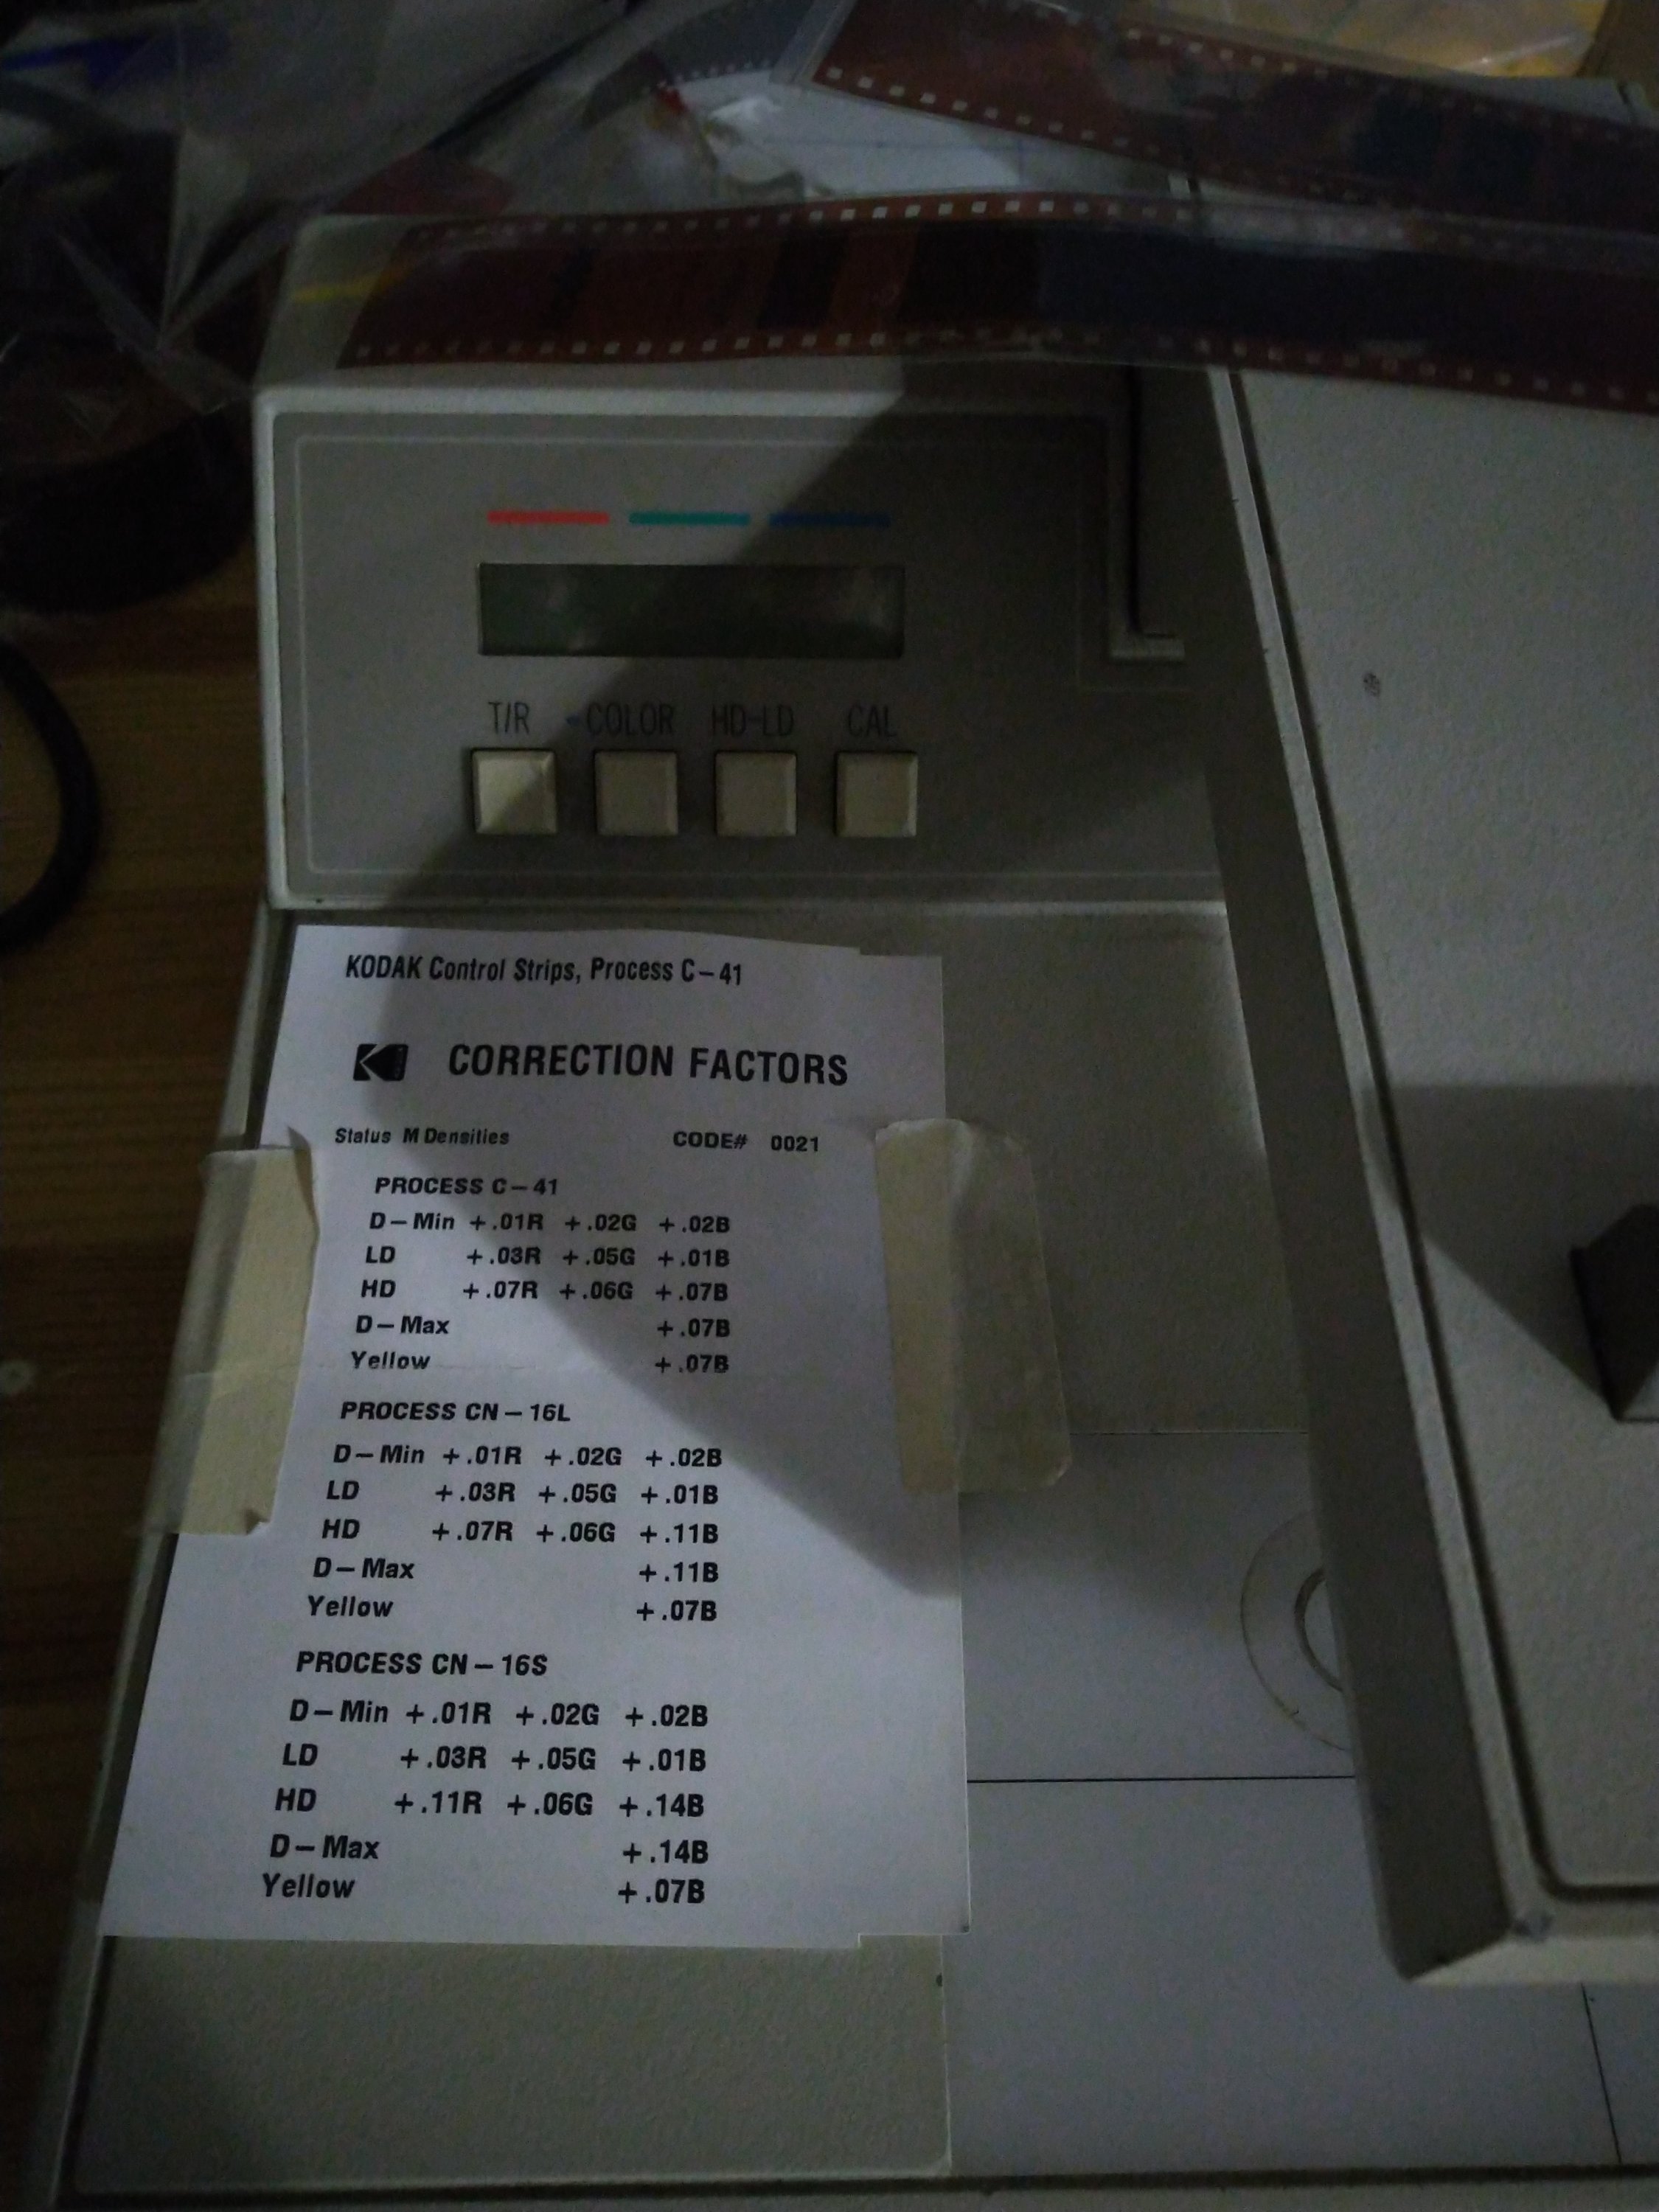 T/R COLOR HD-LD CAL
KODAK Control Strips, Process C-41
CORRECTION FACTORS
Status M Densities CODE# 0021
PROCESS C-41
D-Min +.01R +.02G +.02B
LD +.03R +.05G +.01B
HD +.07R +.06G +.07B
D-Max +.07B
Yellow +.07B
PROCESS CN-16L
D-Min +.01R +.02G +.02B
LD +.03R +.05G +.01B
HD +.07R +.06G +.11B
D-Max +.11B
Yellow +.07B
PROCESS CN-16S
D-Min +.01R +.02G +.02B
LD +.03R +.05G +.01B
HD +.11R +.06G +.14B
D-Max +.14B
Yellow +.07B